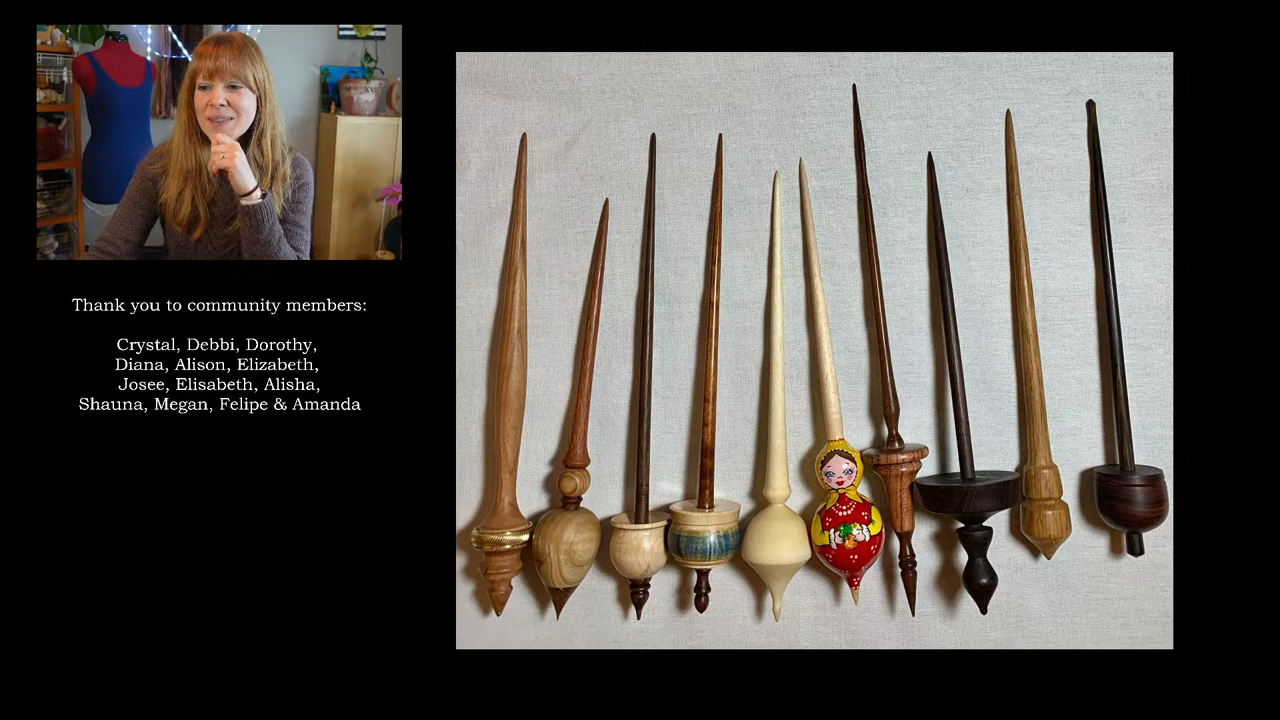 Thank you to community members:
Crystal, Debbi, Dorothy,
Diana, Alison, Elizabeth,
Josee, Elisabeth, Alisha,
Shauna, Megan, Felipe & Amanda